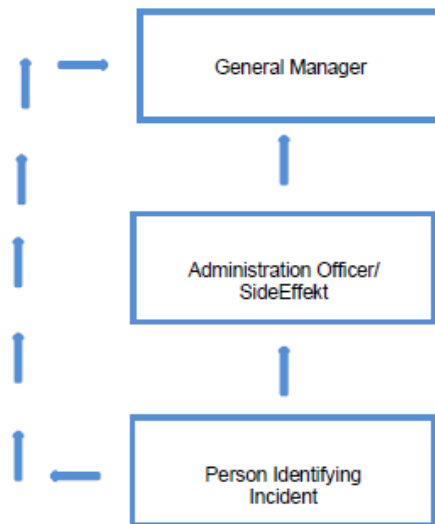 General Manager
Administration Officer/
SideEffekt
Person Identifying
Incident